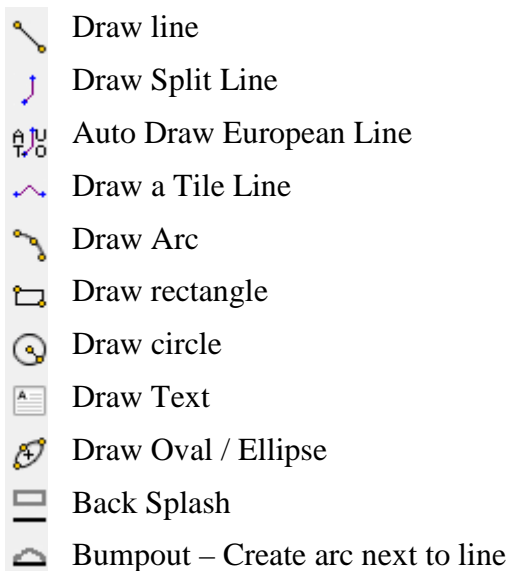 Draw line
Draw Split Line
AUTO Auto Draw European Line
Draw a Tile Line
Draw Arc
Draw rectangle
Draw circle
A Draw Text
Draw Oval / Ellipse
Back Splash
Bumpout – Create arc next to line